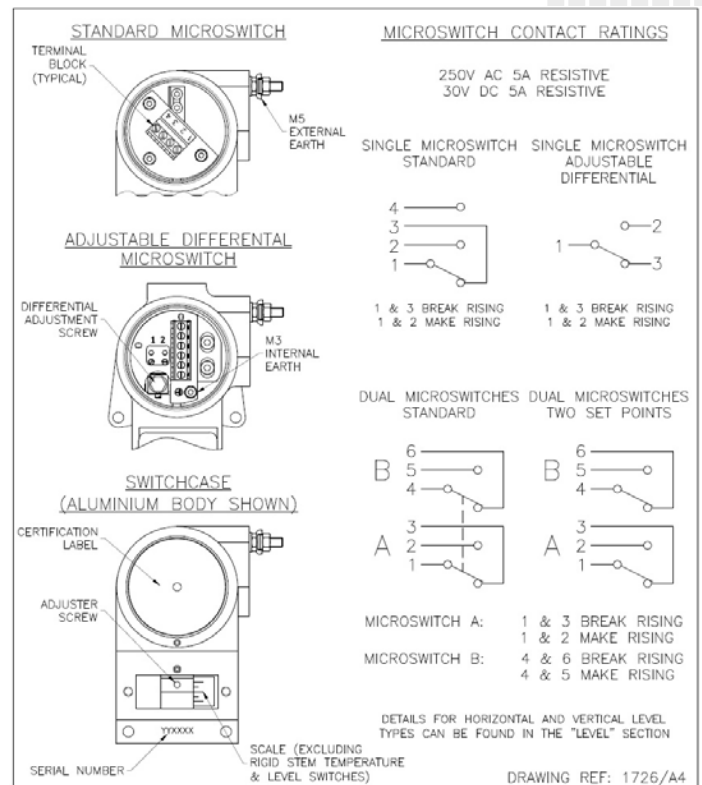 STANDARD MICROSWITCH
TERMINAL
BLOCK
(TYPICAL)
4 3 2 1
M5
EXTERNAL
EARTH
ADJUSTABLE DIFFERENTAL
MICROSWITCH
DIFFERENTIAL
ADJUSTMENT
SCREW
1 2
M3
INTERNAL
EARTH
SWITCHCASE
(ALUMINIUM BODY SHOWN)
CERTIFICATION
LABEL
ADJUSTER
SCREW
YYXXXX
SERIAL NUMBER
SCALE (EXCLUDING
RIGID STEM TEMPERATURE
& LEVEL SWITCHES)
MICROSWITCH CONTACT RATINGS
250V AC 5A RESISTIVE
30V DC 5A RESISTIVE
SINGLE MICROSWITCH
STANDARD
4
3
2
1
1 & 3 BREAK RISING
1 & 2 MAKE RISING
SINGLE MICROSWITCH
ADJUSTABLE
DIFFERENTIAL
2
1
3
1 & 3 BREAK RISING
1 & 2 MAKE RISING
DUAL MICROSWITCHES
STANDARD
6
B 5
4
3
A 2
1
DUAL MICROSWITCHES
TWO SET POINTS
6
B 5
4
3
A 2
1
MICROSWITCH A: 1 & 3 BREAK RISING
1 & 2 MAKE RISING
MICROSWITCH B: 4 & 6 BREAK RISING
4 & 5 MAKE RISING
DETAILS FOR HORIZONTAL AND VERTICAL LEVEL
TYPES CAN BE FOUND IN THE "LEVEL" SECTION
DRAWING REF: 1726/A4